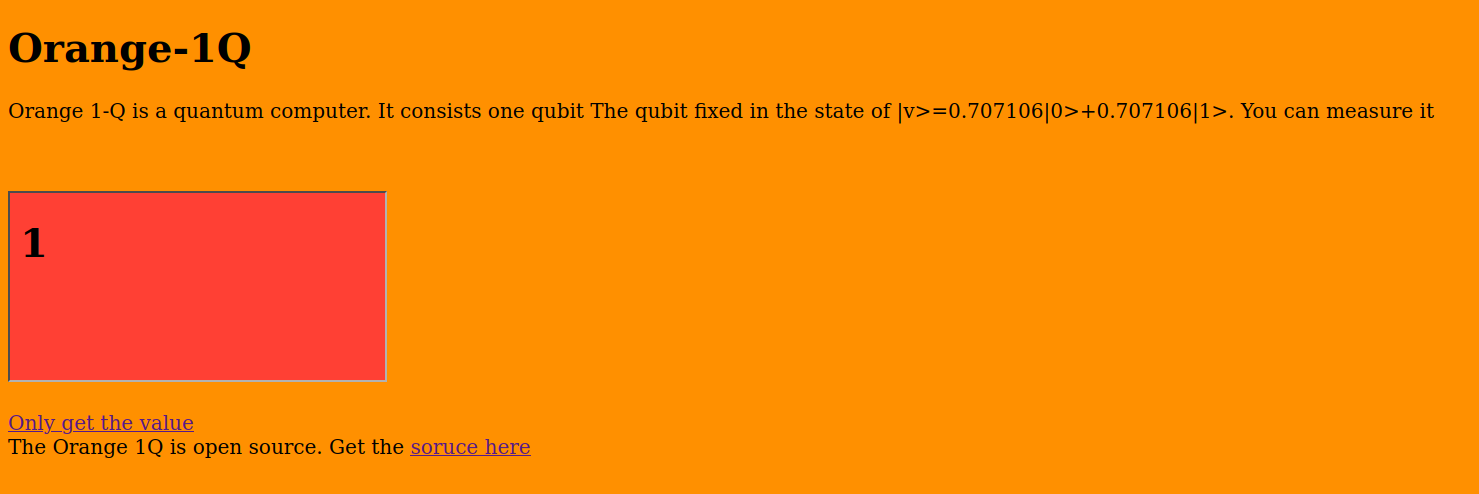 Orange-1Q
Orange 1-Q is a quantum computer. It consists one qubit The qubit fixed in the state of |v>=0.707106|0>+0.707106|1>. You can measure it
1
Only get the value
The Orange 1Q is open source. Get the soruce here